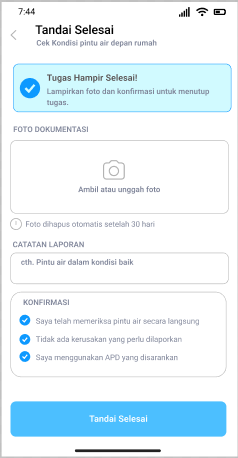 7:44
Tandai Selesai
Cek Kondisi pintu air depan rumah
Tugas Hampir Selesai!
Lampirkan foto dan konfirmasi untuk menutup
tugas.
FOTO DOKUMENTASI
Ambil atau unggah foto
! Foto dihapus otomatis setelah 30 hari
CATATAN LAPORAN
cth. Pintu air dalam kondisi baik
KONFIRMASI
Saya telah memeriksa pintu air secara langsung
Tidak ada kerusakan yang perlu dilaporkan
Saya menggunakan APD yang disarankan
Tandai Selesai